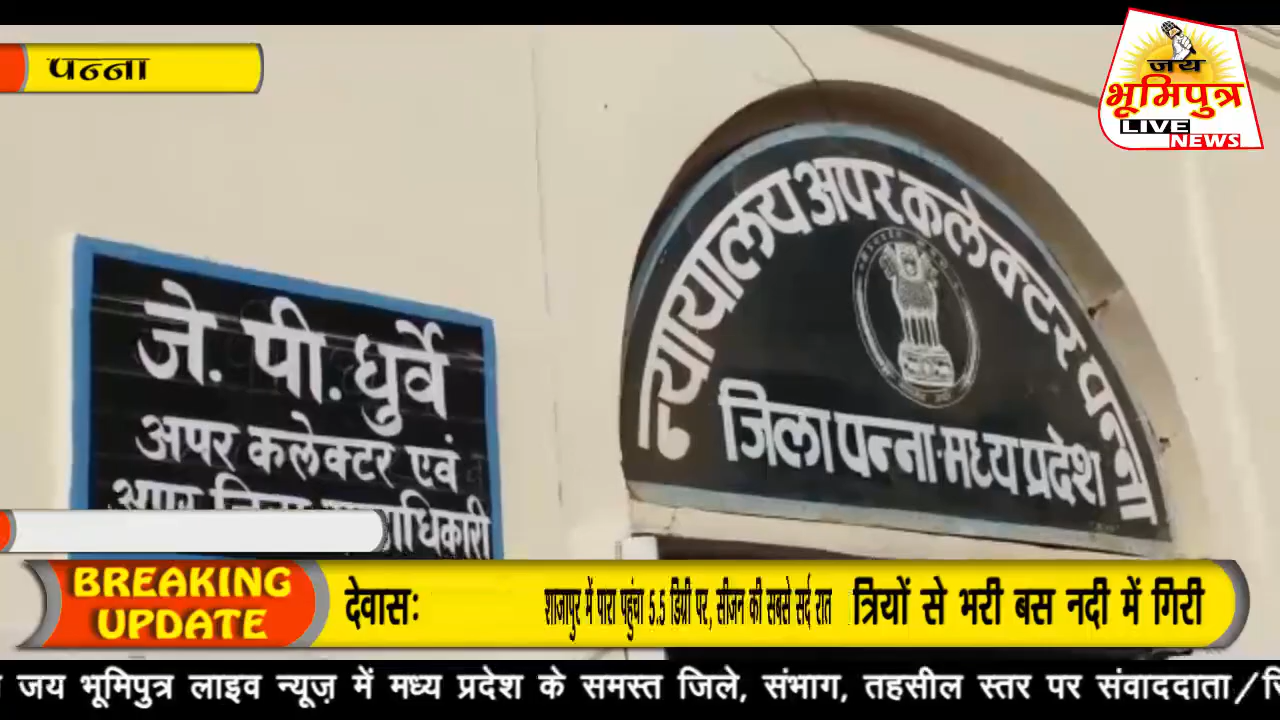 पन्ना
जय
भूमिपुत्र
LIVE
NEWS
न्यायालय अपर कलेक्टर पन्ना
जिला पन्ना-मध्य प्रदेश
जे. पी. धुर्वे
अपर कलेक्टर एवं
अपर जिला
BREAKING
UPDATE
देवासः शाजापुर में पारा पहुंचा 5.5 डिग्री पर, सीजन की सबसे सर्द रात त्रियों से भरी बस नदी में गिरी
जय भूमिपुत्र लाइव न्यूज़ में मध्य प्रदेश के समस्त जिले, संभाग, तहसील स्तर पर संवाददाता/